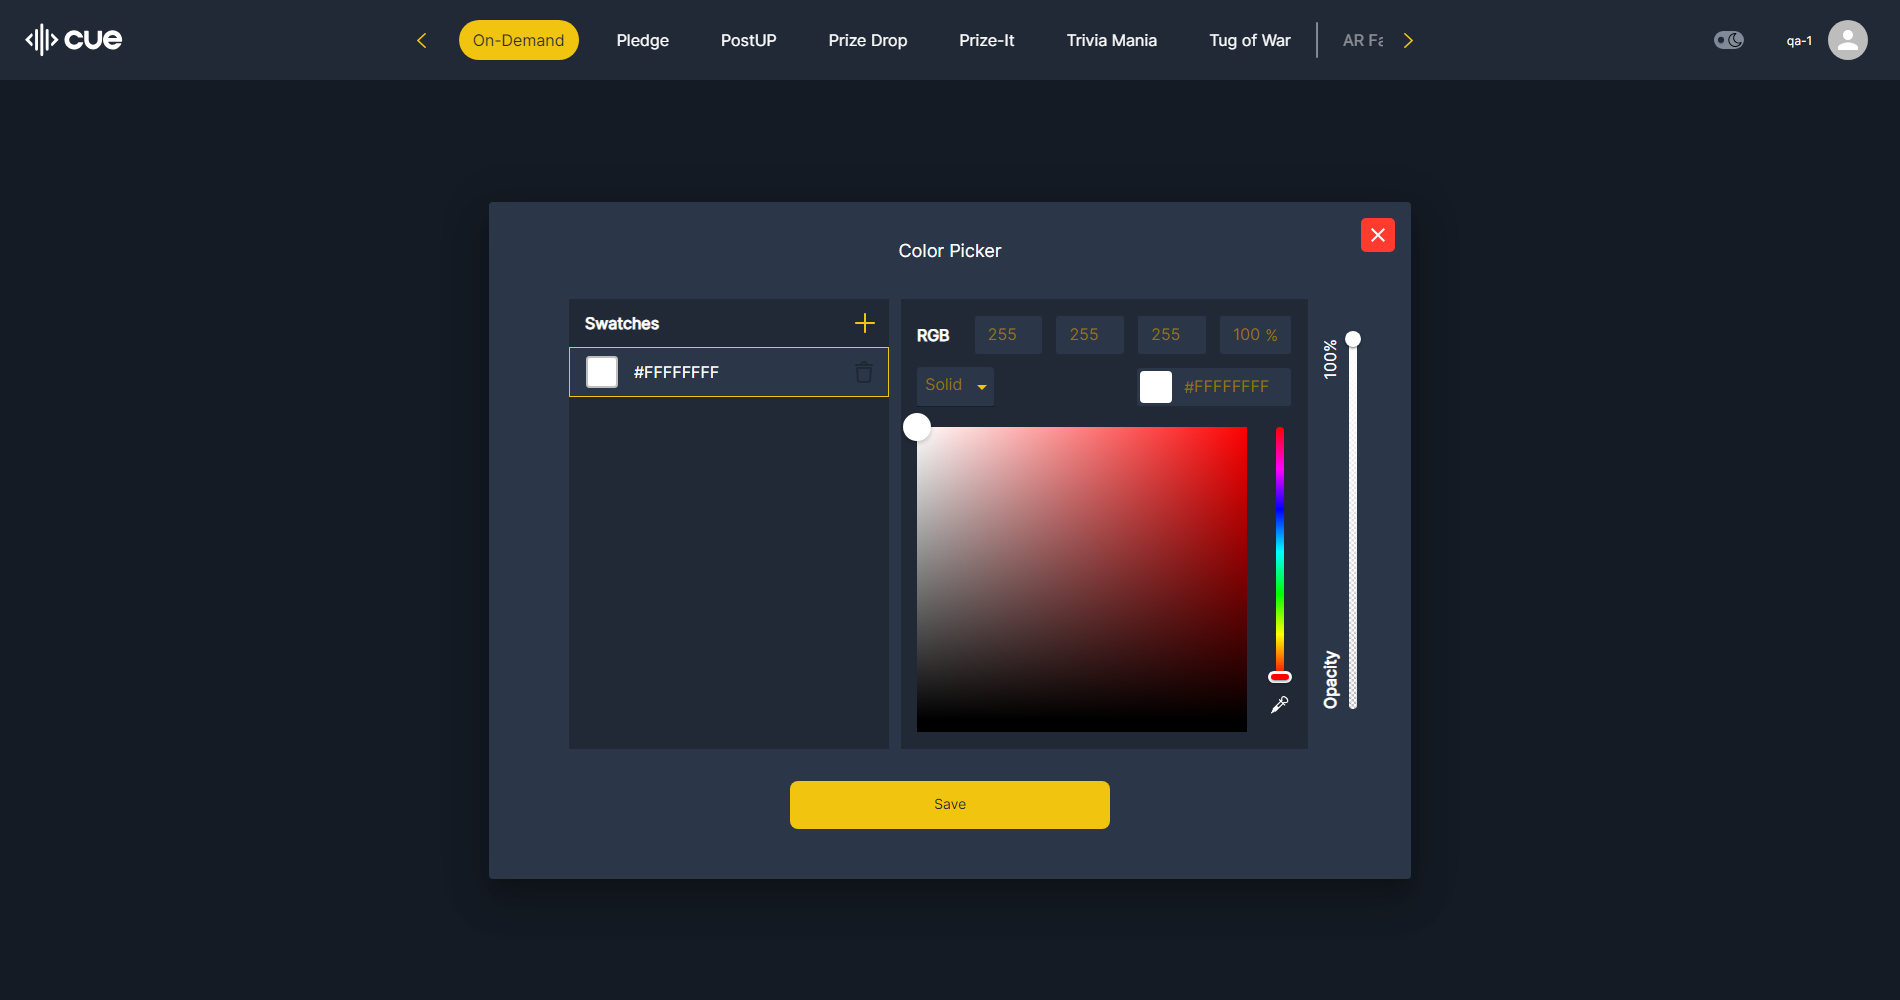 cue
On-Demand
Pledge
PostUP
Prize Drop
Prize-It
Trivia Mania
Tug of War
AR Fa
qa-1
Color Picker
Swatches
#FFFFFFFF
RGB
255
255
255
100 %
Solid
#FFFFFFFF
100%
Opacity
Save